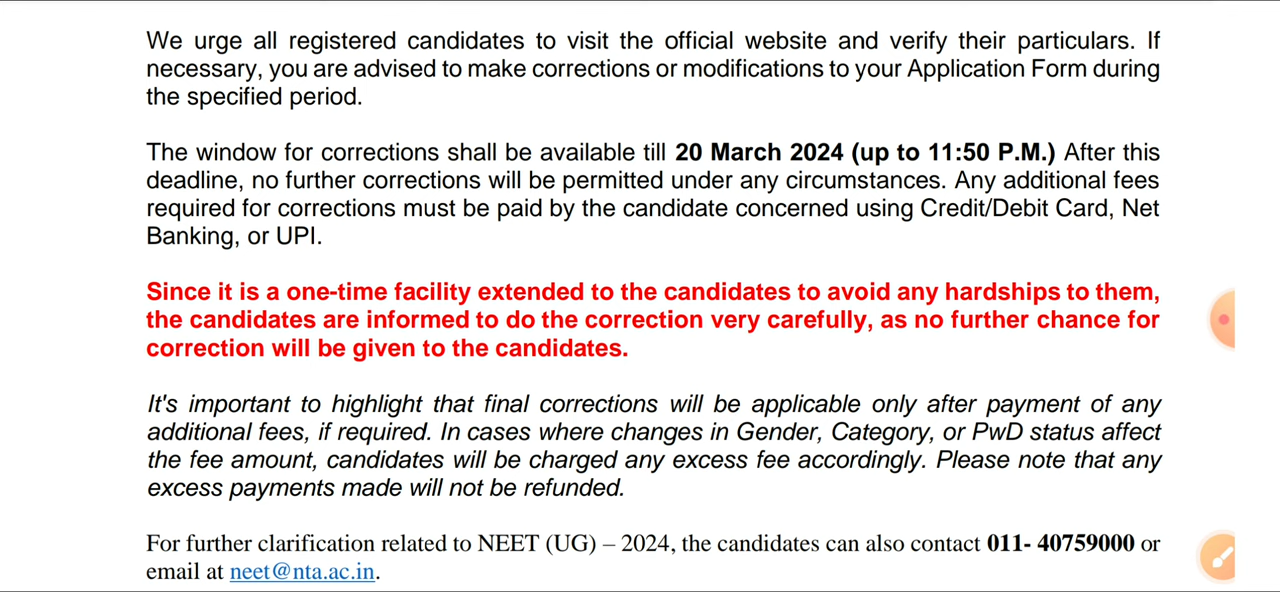 We urge all registered candidates to visit the official website and verify their particulars. If
necessary, you are advised to make corrections or modifications to your Application Form during
the specified period.
The window for corrections shall be available till 20 March 2024 (up to 11:50 P.M.) After this
deadline, no further corrections will be permitted under any circumstances. Any additional fees
required for corrections must be paid by the candidate concerned using Credit/Debit Card, Net
Banking, or UPI.
Since it is a one-time facility extended to the candidates to avoid any hardships to them,
the candidates are informed to do the correction very carefully, as no further chance for
correction will be given to the candidates.
It's important to highlight that final corrections will be applicable only after payment of any
additional fees, if required. In cases where changes in Gender, Category, or PwD status affect
the fee amount, candidates will be charged any excess fee accordingly. Please note that any
excess payments made will not be refunded.
For further clarification related to NEET (UG) – 2024, the candidates can also contact 011- 40759000 or
email at neet@nta.ac.in.